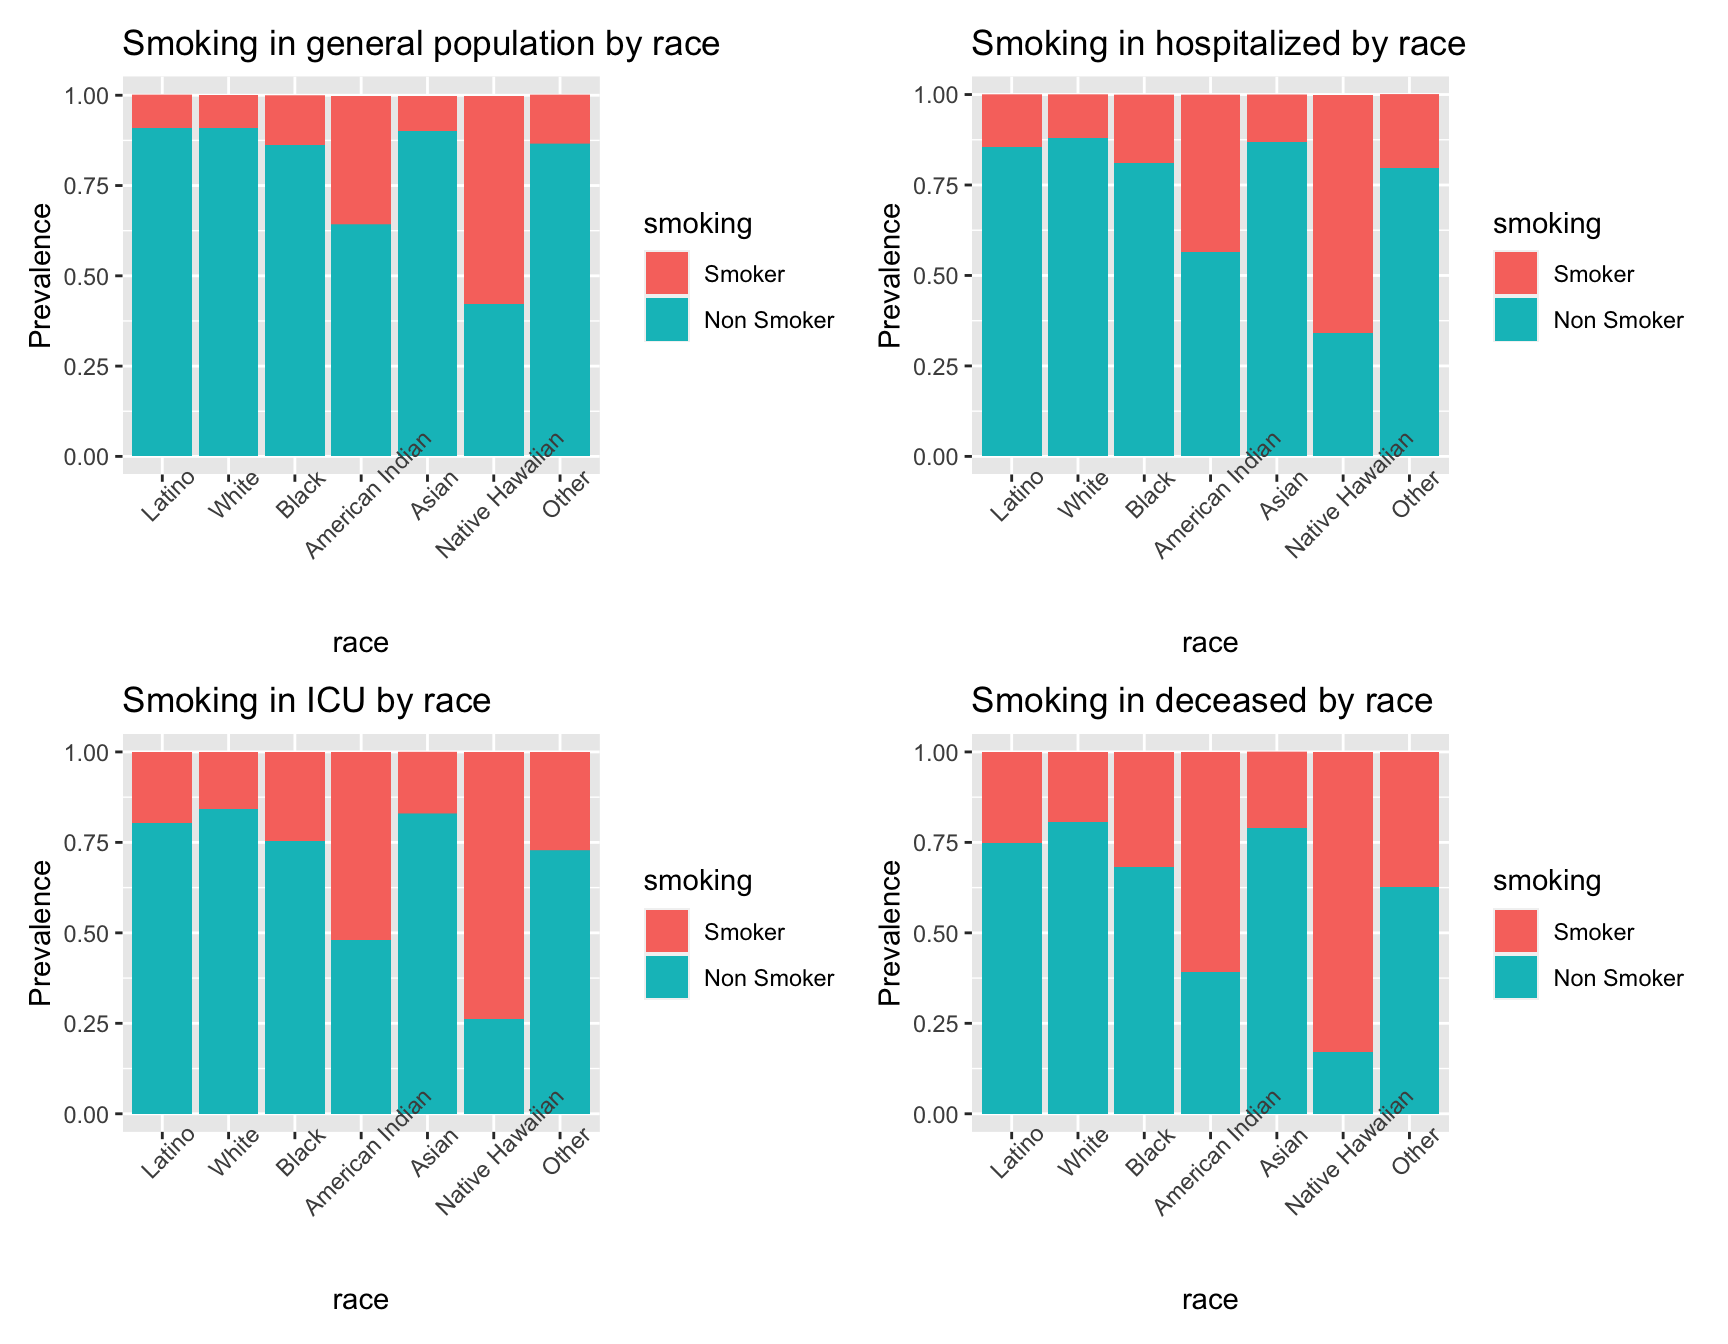 Smoking in general population by race
1.00
0.75
0.50
0.25
0.00
Prevalence
Latino
White
Black
American Indian
Asian
Native Hawaiian
Other
race
smoking
Smoker
Non Smoker
Smoking in hospitalized by race
1.00
0.75
0.50
0.25
0.00
Prevalence
Latino
White
Black
American Indian
Asian
Native Hawaiian
Other
race
smoking
Smoker
Non Smoker
Smoking in ICU by race
1.00
0.75
0.50
0.25
0.00
Prevalence
Latino
White
Black
American Indian
Asian
Native Hawaiian
Other
race
smoking
Smoker
Non Smoker
Smoking in deceased by race
1.00
0.75
0.50
0.25
0.00
Prevalence
Latino
White
Black
American Indian
Asian
Native Hawaiian
Other
race
smoking
Smoker
Non Smoker